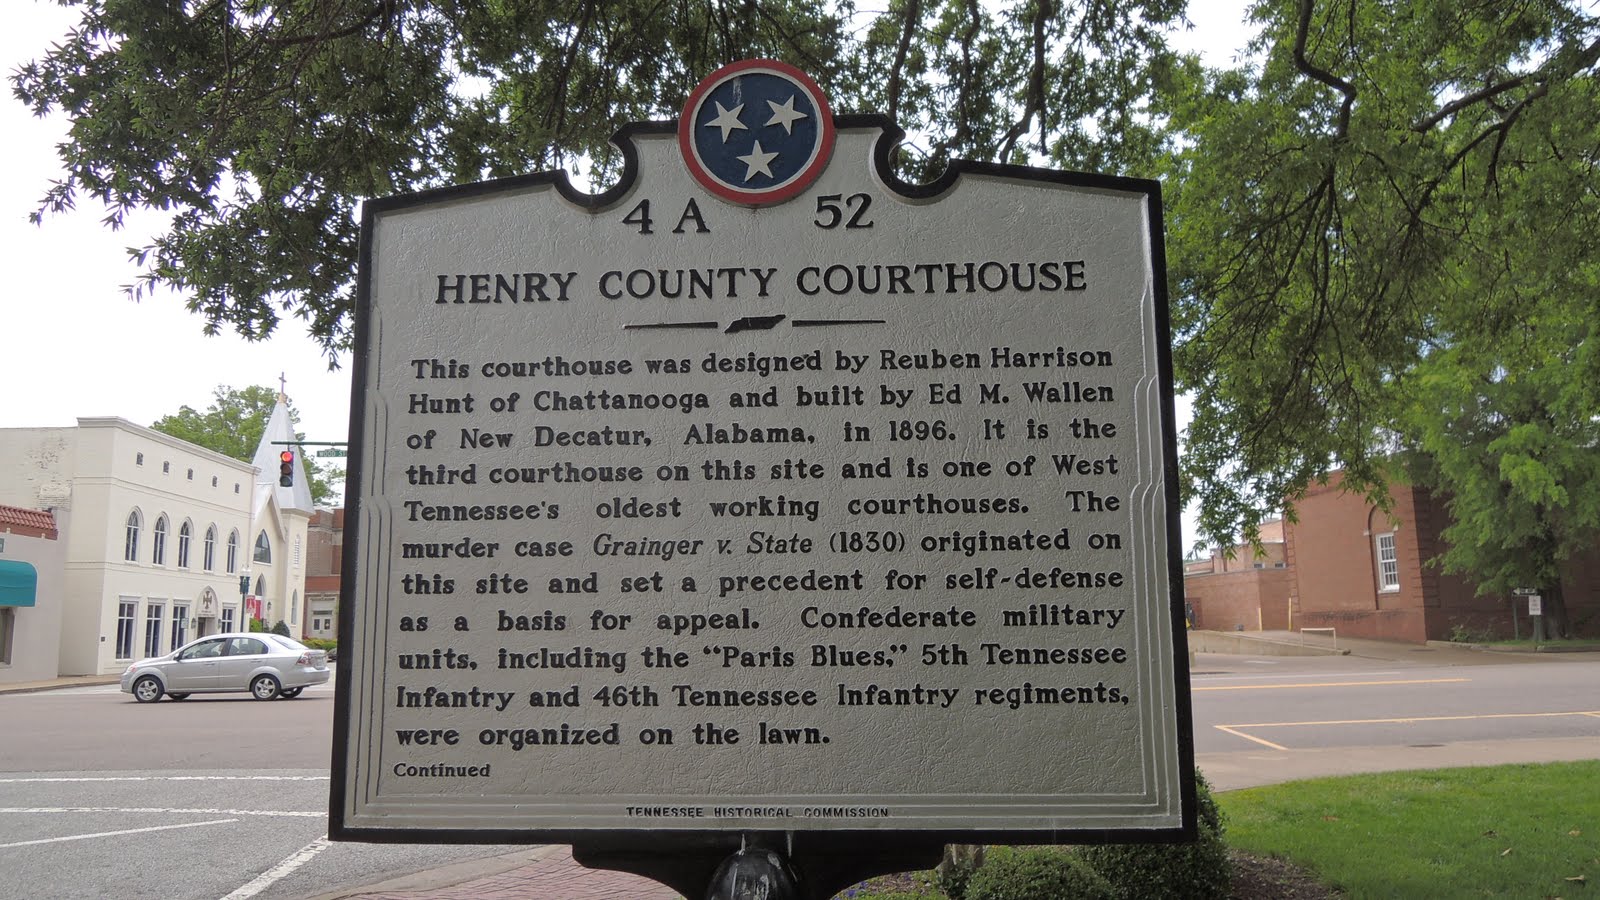 4 A 52
HENRY COUNTY COURTHOUSE
This courthouse was designed by Reuben Harrison
Hunt of Chattanooga and built by Ed M. Wallen
of New Decatur, Alabama, in 1896. It is the
third courthouse on this site and is one of West
Tennessee's oldest working courthouses. The
murder case Grainger v. State (1830) originated on
this site and set a precedent for self-defense
as a basis for appeal. Confederate military
units, including the “Paris Blues,” 5th Tennessee
Infantry and 46th Tennessee Infantry regiments,
were organized on the lawn.
Continued
TENNESSEE HISTORICAL COMMISSION
WOOD ST